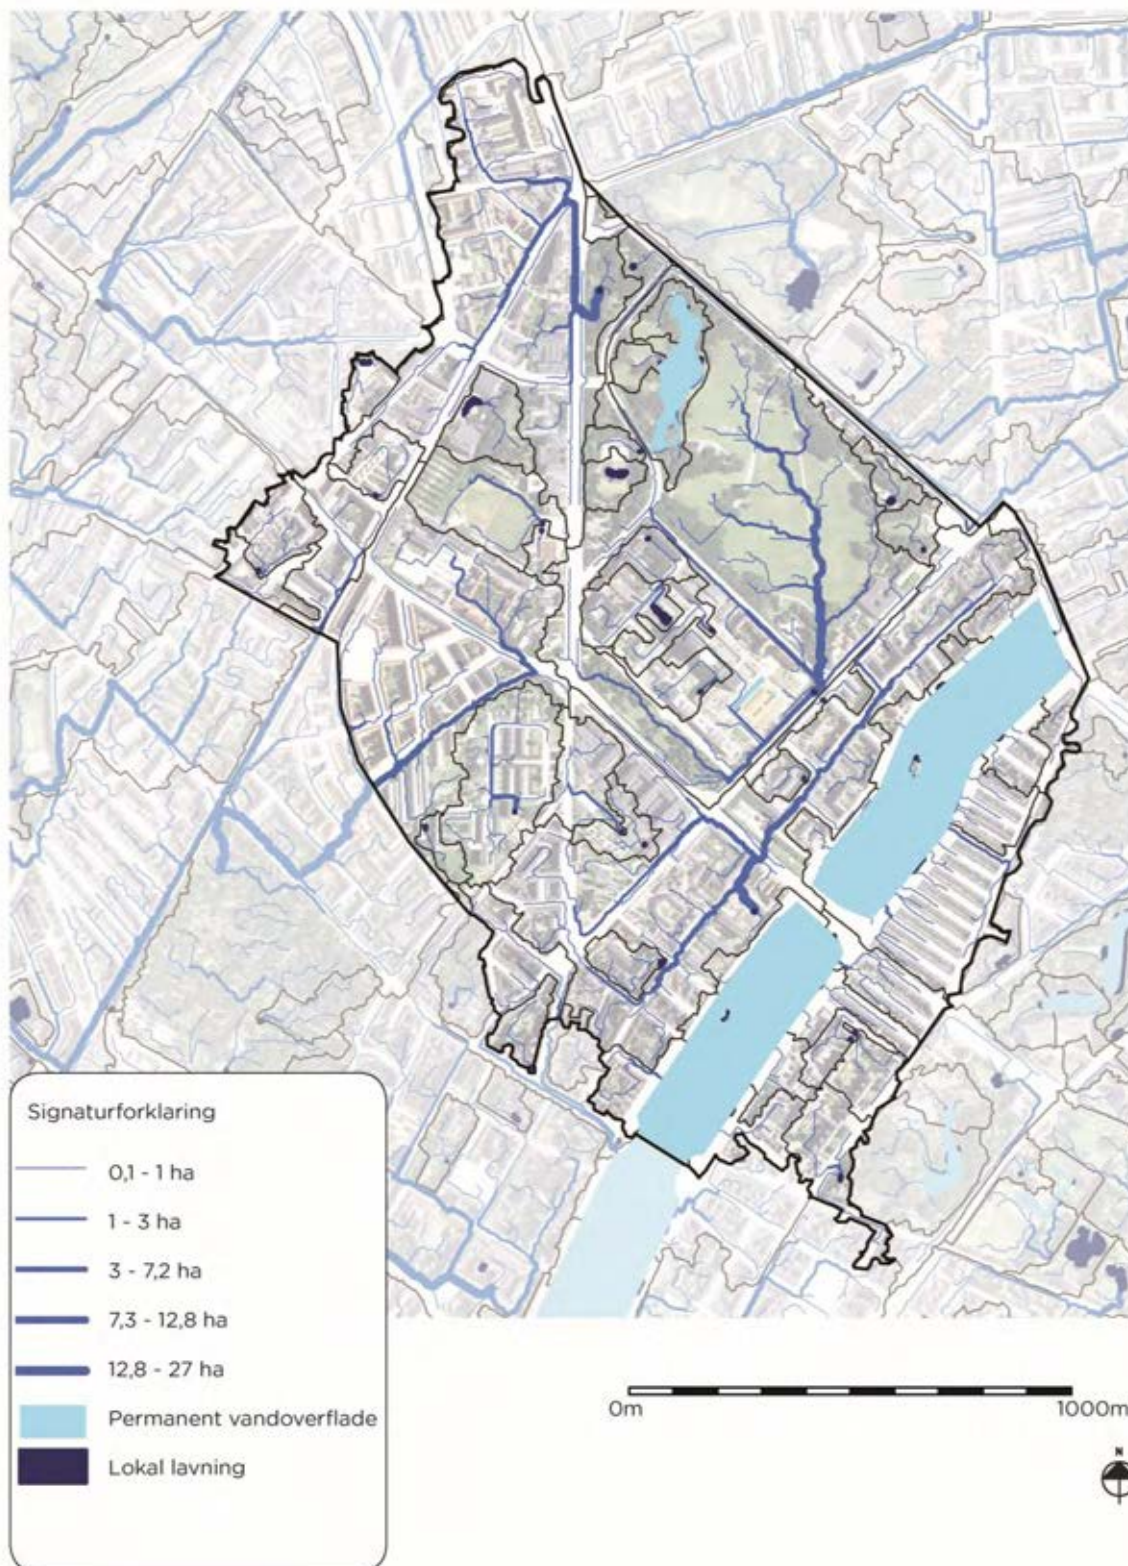 Signaturforklaring
0,1 - 1 ha
1 - 3 ha
3 - 7,2 ha
7,3 - 12,8 ha
12,8 - 27 ha
Permanent vandoverflade
Lokal lavning
0m 1000m
N